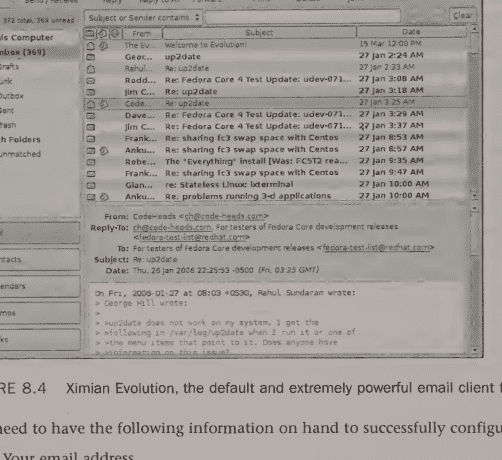 372 total, 369 unread
Subject or Sender contains
Clear
is Computer
nbox (369)
rafts
unk
utbox
ent
rash
h Folders
nmatched
From Subject Date
The Ev... Welcome to Evolution! 15 Mar 12:00 PM
Geor... up2date 27 Jan 2:24 AM
Rahul... Re: up2date 27 Jan 2:33 AM
Rodd... Re: Fedora Core 4 Test Update: udev-071... 27 Jan 3:08 AM
Jim C... Re: up2date 27 Jan 3:18 AM
Code... Re: up2date 27 Jan 3:25 AM
Dave... Re: Fedora Core 4 Test Update: udev-071... 27 Jan 3:29 AM
Jim C... Re: Fedora Core 4 Test Update: udev-071... 27 Jan 3:37 AM
Frank... Re: sharing fc3 swap space with Centos 27 Jan 8:53 AM
Anku... Re: sharing fc3 swap space with Centos 27 Jan 8:57 AM
Robe... The "Everything" install [Was: FC5T2 rea... 27 Jan 9:35 AM
Frank... Re: sharing fc3 swap space with Centos 27 Jan 9:47 AM
Glan... re: Stateless Linux: lxterminal 27 Jan 10:00 AM
Anku... Re: problems running 3-d applications 27 Jan 10:00 AM
From: CodeHeads <ch@code-heads.com>
Reply-To: ch@code-heads.com, For testers of Fedora Core development releases
<fedora-test-list@redhat.com>
To: For testers of Fedora Core development releases <fedora-test-list@redhat.com>
Subject: Re: up2date
Date: Thu, 26 Jan 2006 22:25:53 -0500 (Fri, 03:25 GMT)
ntacts
endars
mos
ks
On Fri, 2006-01-27 at 08:03 +0530, Rahul Sundaram wrote:
> George Hill wrote:
>
> >up2date does not work on my system. I get the
> >following in /var/log/up2date when I run it or one of
> >the menu items that point to it. Does anyone have
> >information on this issue?
RE 8.4 Ximian Evolution, the default and extremely powerful email client f
need to have the following information on hand to successfully configu
Your email address